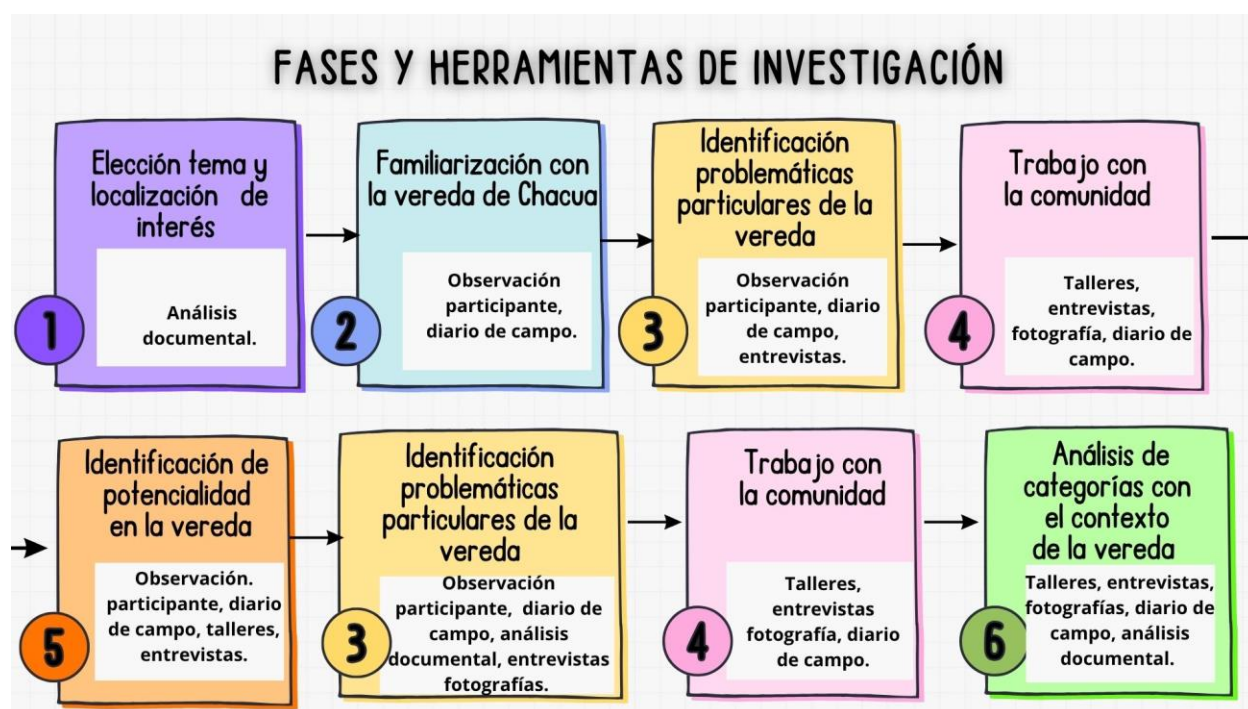 FASES Y HERRAMIENTAS DE INVESTIGACIÓN
Elección tema y
localización de
interés
Análisis
documental.
1
Familiarización con
la vereda de Chacua
Observación
participante,
diario de campo.
2
Identificación
problemáticas
particulares de la
vereda
Observación
participante, diario
de campo,
entrevistas.
3
Trabajo con
la comunidad
Talleres,
entrevistas,
fotografía, diario de
campo.
4
Identificación de
potencialidad
en la vereda
Observación.
participante, diario
de campo, talleres,
entrevistas.
5
Identificación
problemáticas
particulares de la
vereda
Observación
participante, diario de
campo, análisis
documental, entrevistas
fotografías.
3
Trabajo con
la comunidad
Talleres,
entrevistas
fotografía, diario
de campo.
4
Análisis de
categorías con
el contexto
de la vereda
Talleres, entrevistas,
fotografías, diario de
campo, análisis
documental.
6